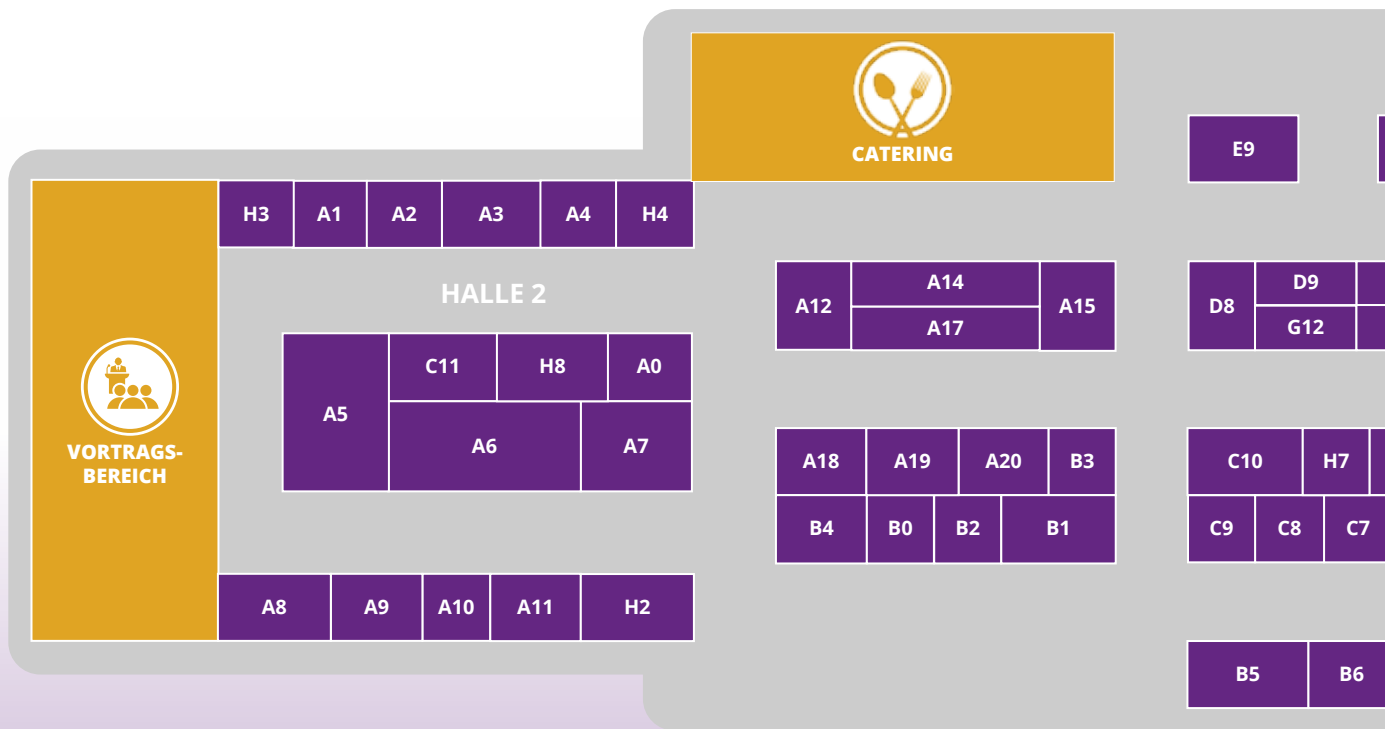 CATERING
E9
H3 A1 A2 A3 A4 H4
HALLE 2
A12 A14 A15
A17
D8 D9
G12
C11 H8 A0
A5
A6 A7
VORTRAGS-
BEREICH
A18 A19 A20 B3
B4 B0 B2 B1
C10 H7
C9 C8 C7
A8 A9 A10 A11 H2
B5 B6